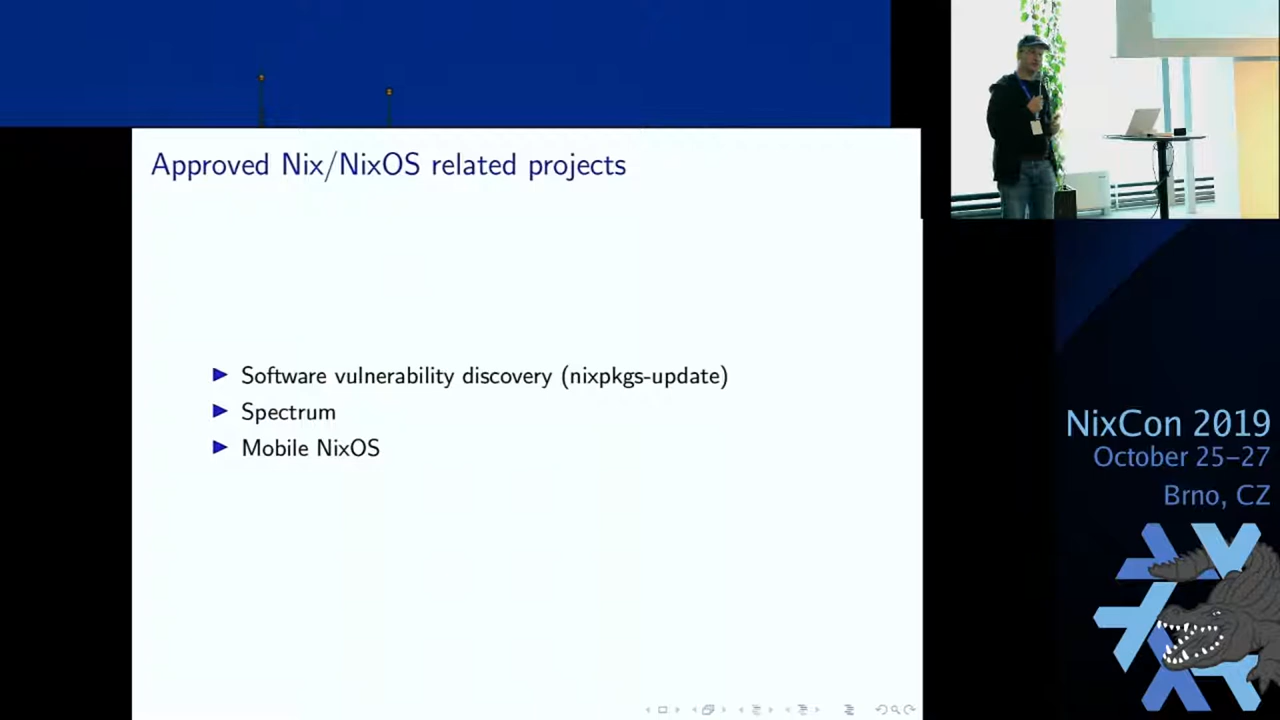 Approved Nix/NixOS related projects
Software vulnerability discovery (nixpkgs-update)
Spectrum
Mobile NixOS
NixCon 2019
October 25–27
Brno, CZ